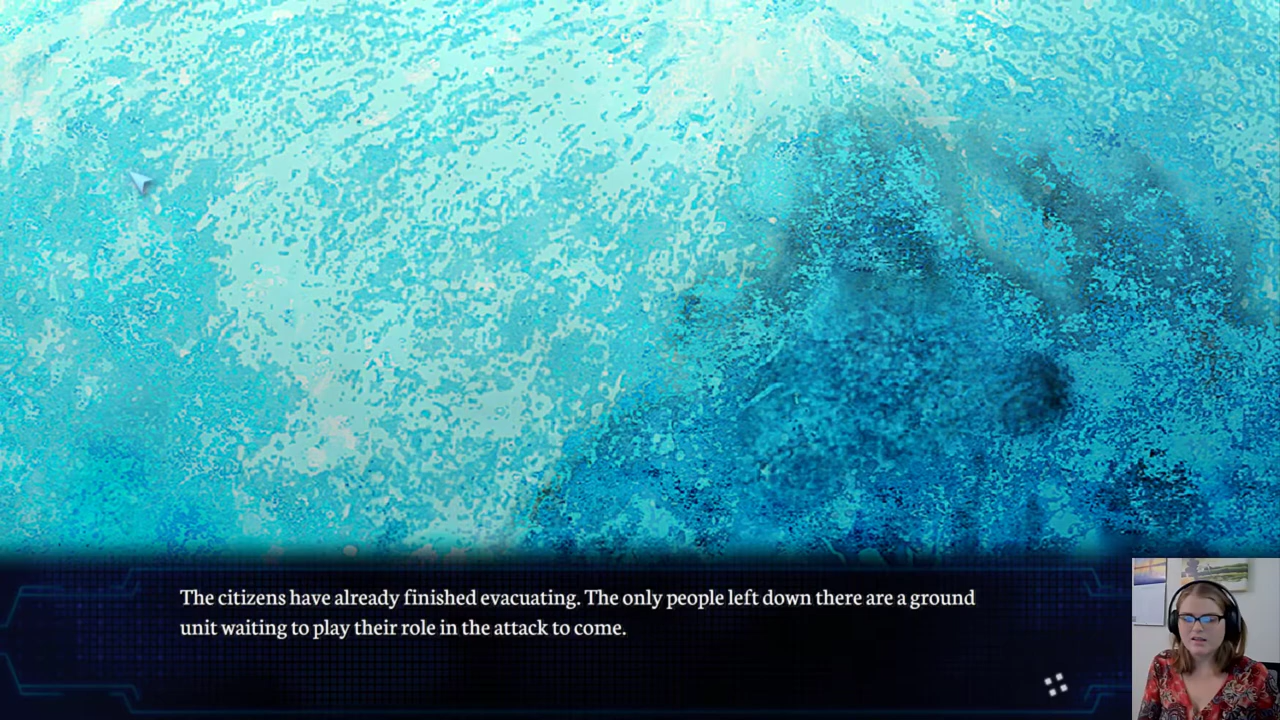 The citizens have already finished evacuating. The only people left down there are a ground
unit waiting to play their role in the attack to come.